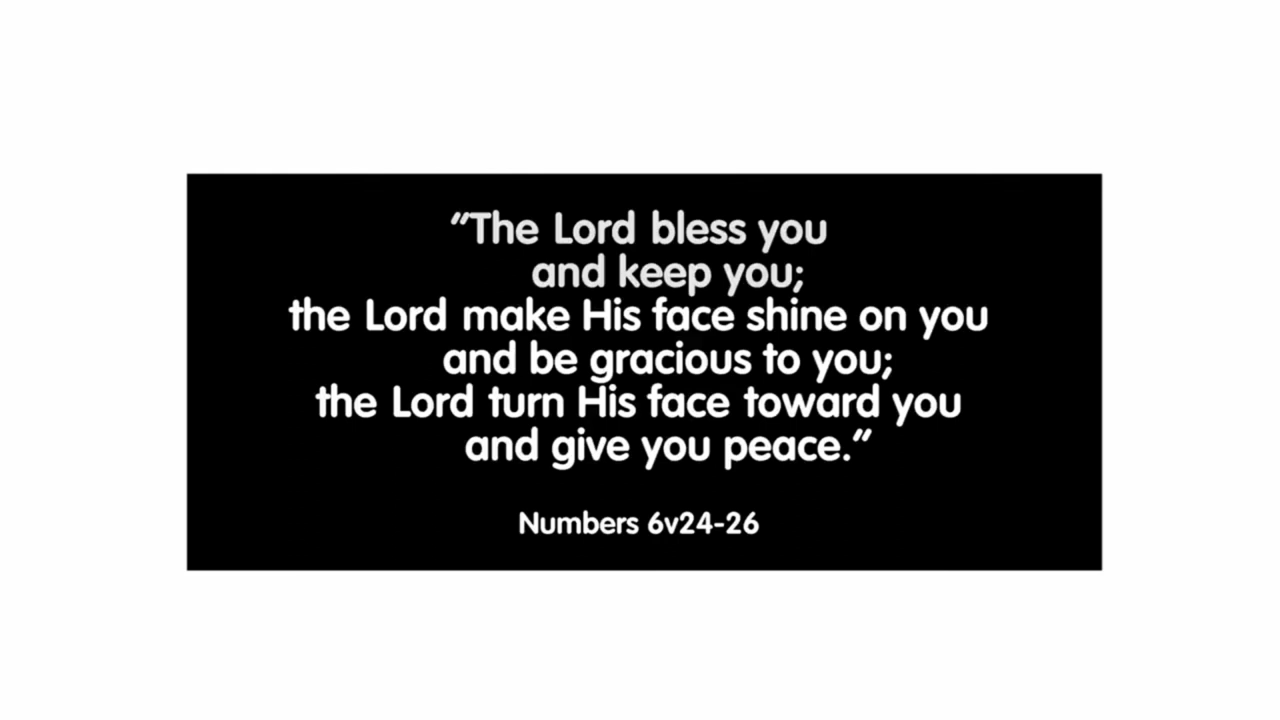 “The Lord bless you
and keep you;
the Lord make His face shine on you
and be gracious to you;
the Lord turn His face toward you
and give you peace.”
Numbers 6v24-26